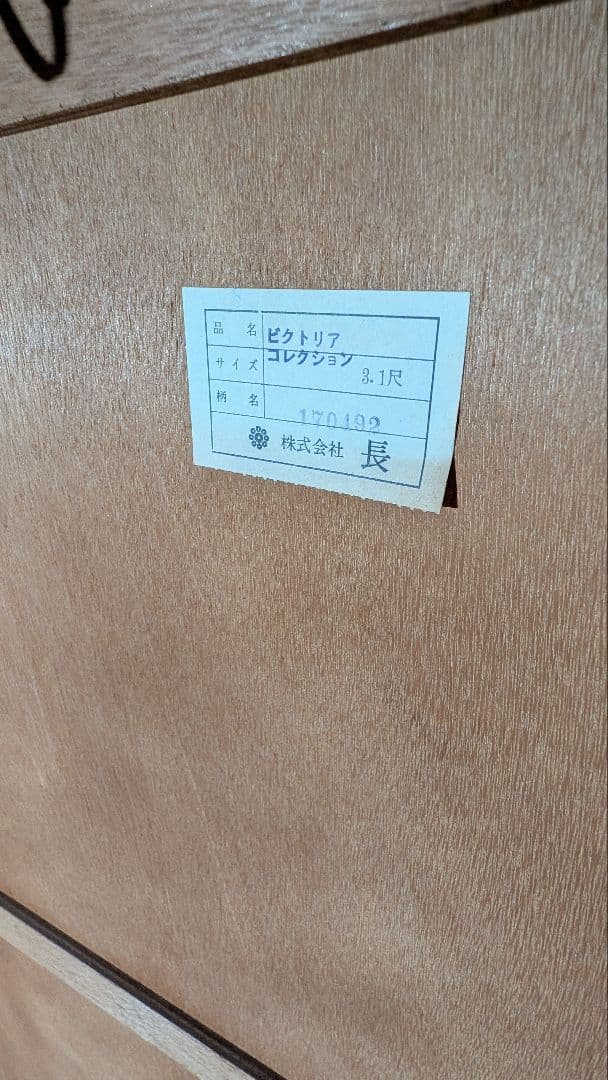 品 名 ビクトリア
コレクション
サイズ 3.1尺
柄 名 170492
株式会社 長